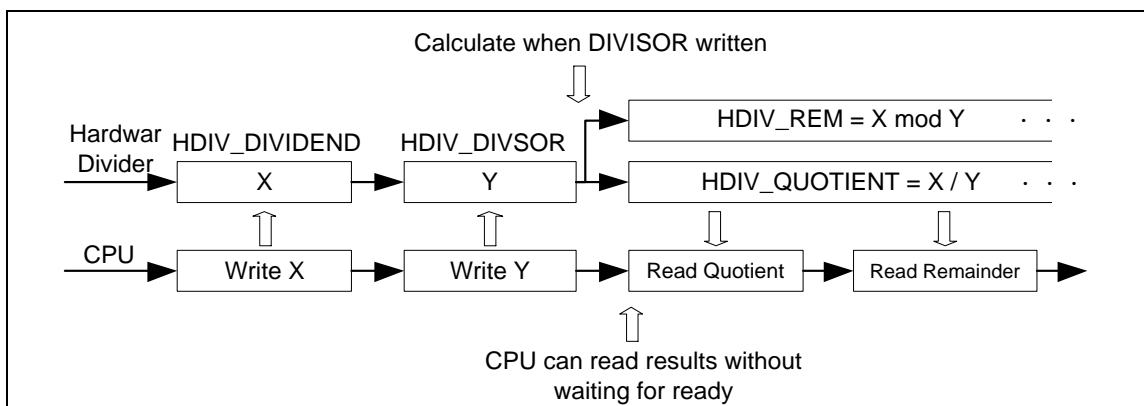 Calculate when DIVISOR written
Hardwar
Divider
HDIV_DIVIDEND
HDIV_DIVSOR
HDIV_REM = X mod Y
. . .
X
Y
HDIV_QUOTIENT = X / Y
. . .
CPU
Write X
Write Y
Read Quotient
Read Remainder
CPU can read results without
waiting for ready